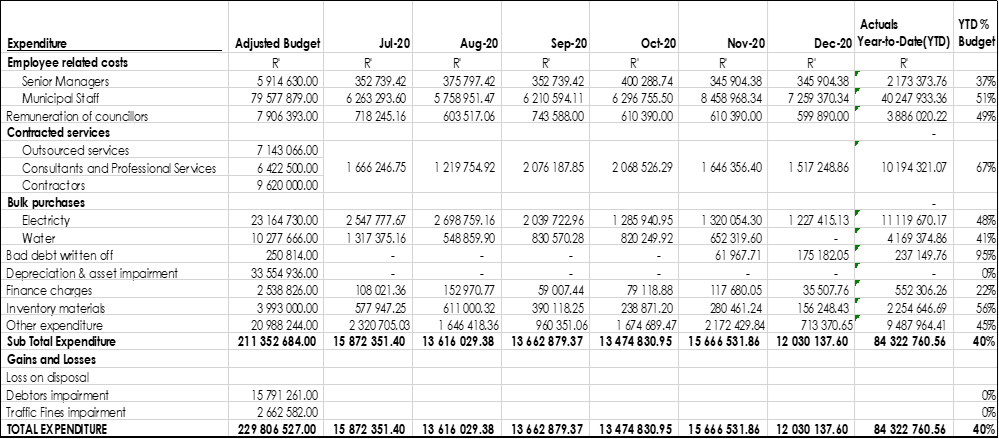 Actuals YTD %
Expenditure Adjusted Budget Jul-20 Aug-20 Sep-20 Oct-20 Nov-20 Dec-20 Year-to-Date(YTD) Budget
Employee related costs R' R' R' R' R' R' R' R'
Senior Managers 5 914 630.00 352 739.42 375 797.42 352 739.42 400 288.74 345 904.38 345 904.38 2 173 373.76 37%
Municipal Staff 79 577 879.00 6 263 293.60 5 758 951.47 6 210 594.11 6 296 755.50 8 458 968.34 7 259 370.34 40 247 933.36 51%
Remuneration of councillors 7 906 393.00 718 245.16 603 517.06 743 588.00 610 390.00 610 390.00 599 890.00 3 886 020.22 49%
Contracted services -
Outsourced services 7 143 066.00
Consultants and Professional Services 6 422 500.00 1 666 246.75 1 219 754.92 2 076 187.85 2 068 526.29 1 646 356.40 1 517 248.86 10 194 321.07 67%
Contractors 9 620 000.00
Bulk purchases -
Electricty 23 164 730.00 2 547 777.67 2 698 759.16 2 039 722.96 1 285 940.95 1 320 054.30 1 227 415.13 11 119 670.17 48%
Water 10 277 666.00 1 317 375.16 548 859.90 830 570.28 820 249.92 652 319.60 - 4 169 374.86 41%
Bad debt written off 250 814.00 - - - - 61 967.71 175 182.05 237 149.76 95%
Depreciation & asset impairment 33 554 936.00 - - - - - - - 0%
Finance charges 2 538 826.00 108 021.36 152 970.77 59 007.44 79 118.88 117 680.05 35 507.76 552 306.26 22%
Inventory materials 3 993 000.00 577 947.25 611 000.32 390 118.25 238 871.20 280 461.24 156 248.43 2 254 646.69 56%
Other expenditure 20 988 244.00 2 320 705.03 1 646 418.36 960 351.06 1 674 689.47 2 172 429.84 713 370.65 9 487 964.41 45%
Sub Total Expenditure 211 352 684.00 15 872 351.40 13 616 029.38 13 662 879.37 13 474 830.95 15 666 531.86 12 030 137.60 84 322 760.56 40%
Gains and Losses
Loss on disposal
Debtors impairment 15 791 261.00 0%
Traffic Fines impairment 2 662 582.00 0%
TOTAL EXPENDITURE 229 806 527.00 15 872 351.40 13 616 029.38 13 662 879.37 13 474 830.95 15 666 531.86 12 030 137.60 84 322 760.56 40%